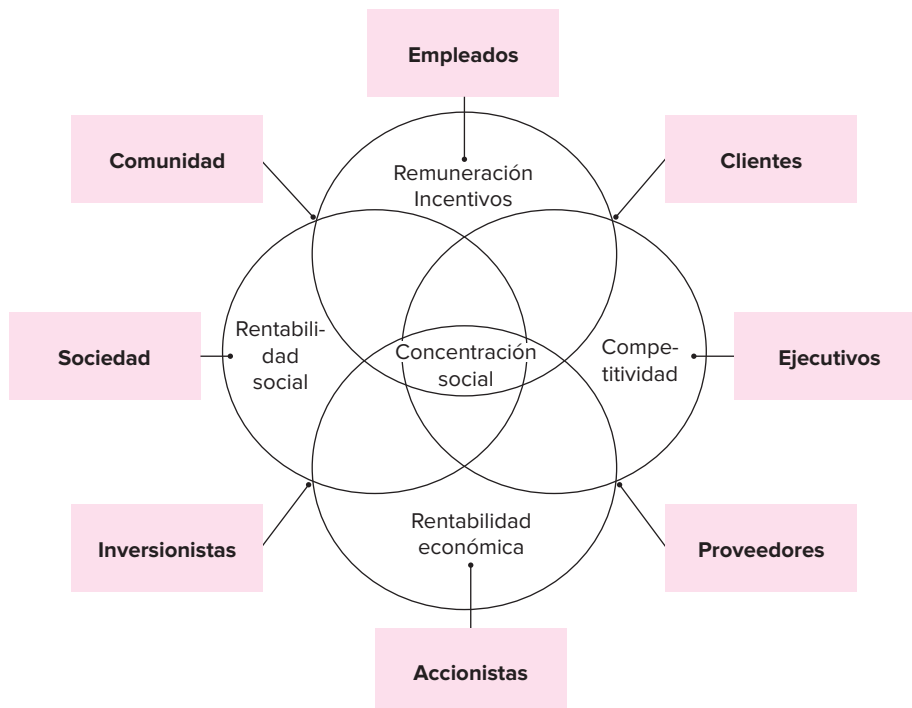 Empleados
Comunidad
Clientes
Remuneración
Incentivos
Rentabili-
dad
social
Concentración
social
Compe-
titividad
Sociedad
Ejecutivos
Inversionistas
Rentabilidad
económica
Proveedores
Accionistas